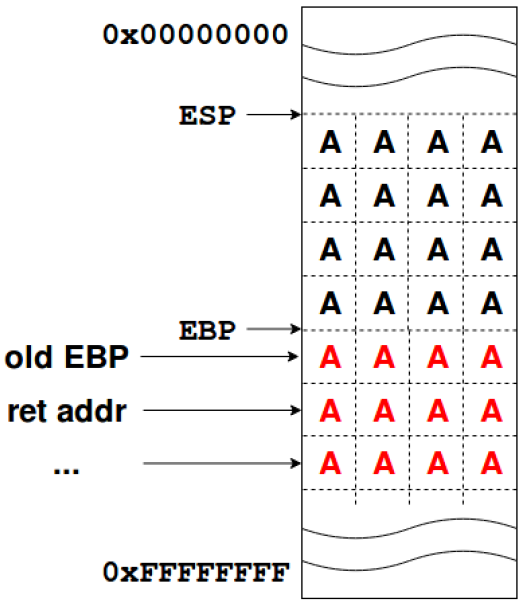 0x00000000
ESP
A A A A
A A A A
A A A A
A A A A
EBP
old EBP A A A A
ret addr A A A A
... A A A A
0xFFFFFFFF